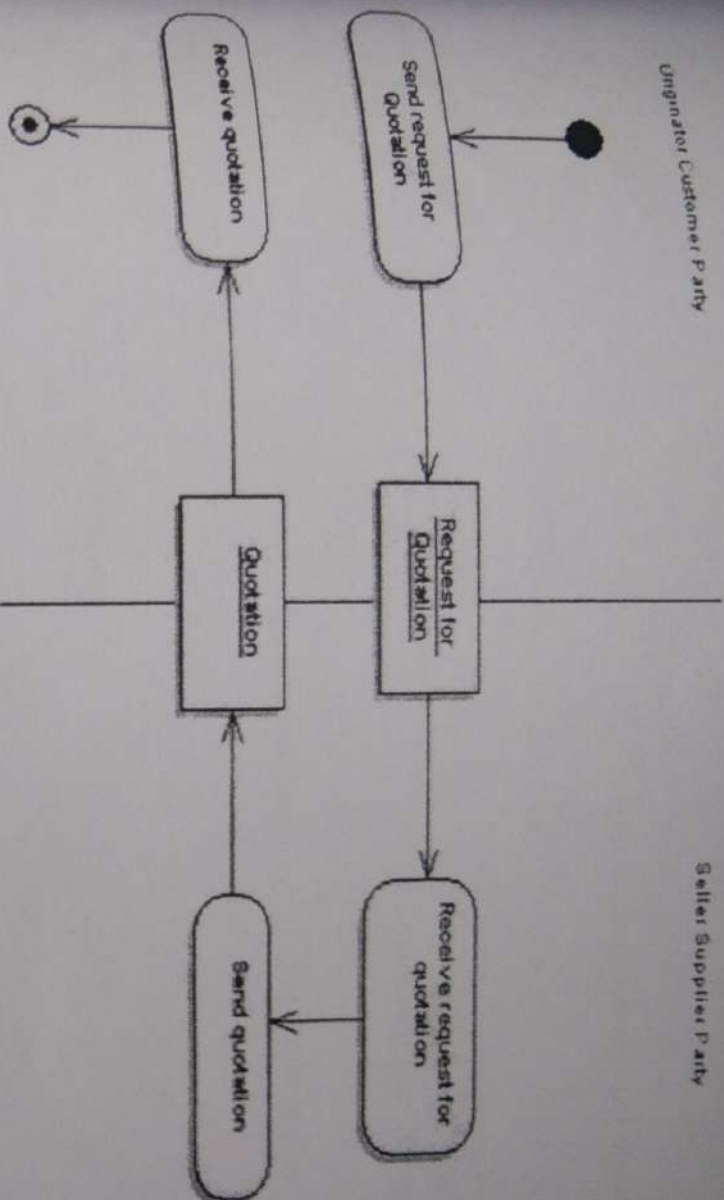 Originator Customer Party
Seller Supplier Party
Send request for
Quotation
Request for
Quotation
Receive request for
quotation
Receive quotation
Quotation
Send quotation